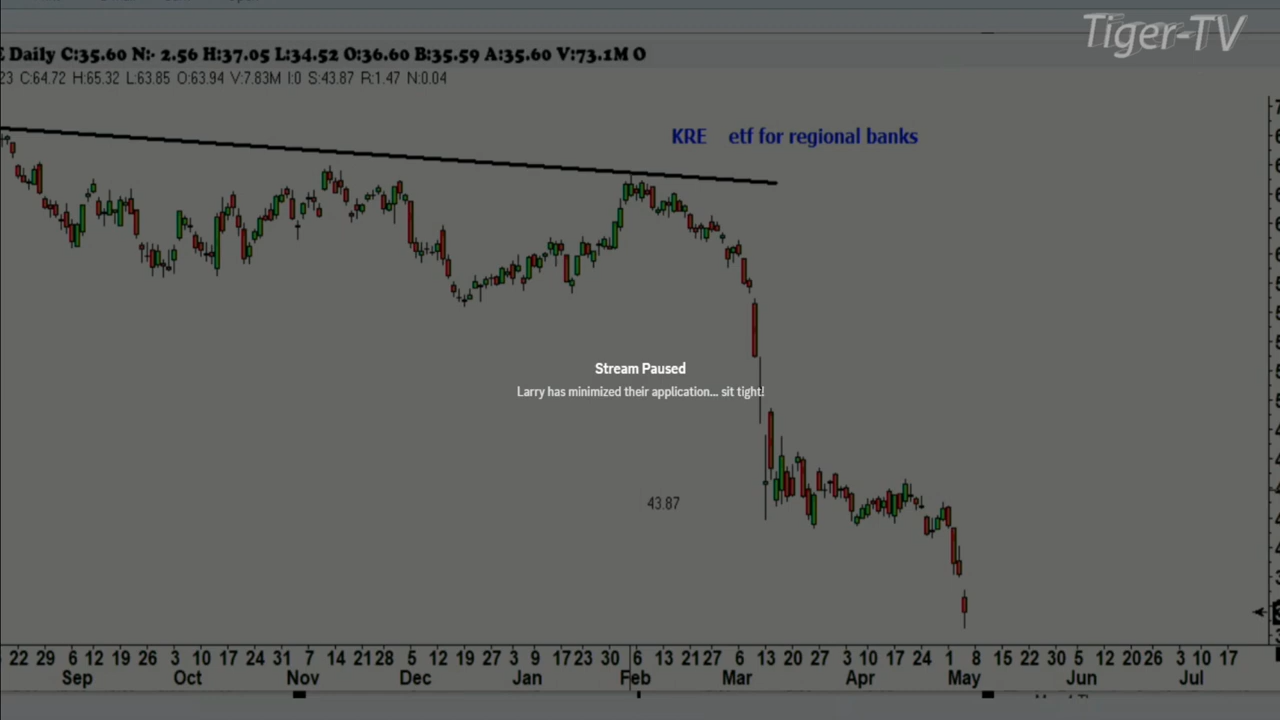 Tiger-TV
E Daily C:35.60 N:- 2.56 H:37.05 L:34.52 O:36.60 B:35.59 A:35.60 V:73.1M O
23 C:64.72 H:65.32 L:63.85 O:63.94 V:7.83M I:0 S:43.87 R:1.47 N:0.04
KRE etf for regional banks
Stream Paused
Larry has minimized their application... sit tight!
43.87
22 29 6 12 19 26 3 10 17 24 31 7 14 21 28 5 12 19 27 3 9 17 23 30 6 13 21 27 6 13 20 27 3 10 17 24 1 8 15 22 30 5 12 20 26 3 10 17
Sep Oct Nov Dec Jan Feb Mar Apr May Jun Jul